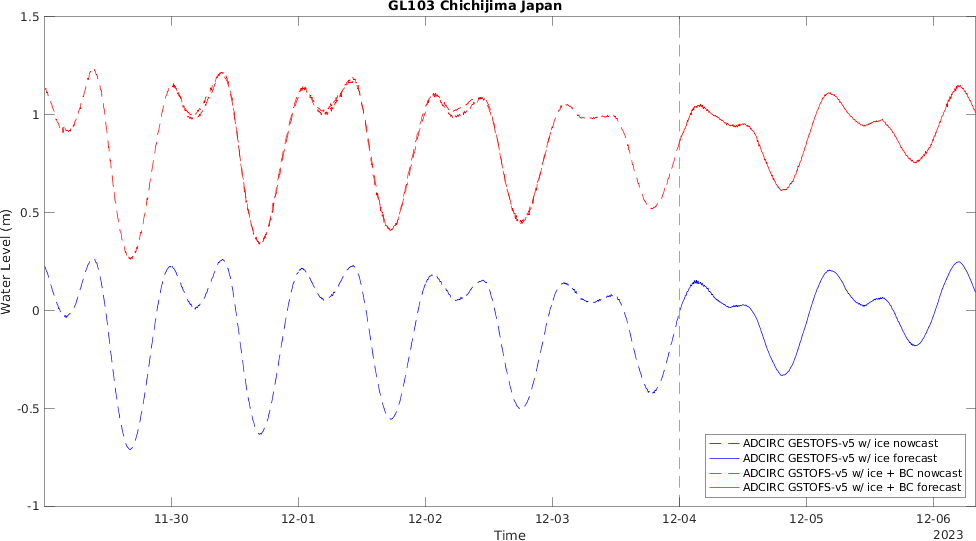 GL103 Chichijima Japan
1.5
1
0.5
0
-0.5
-1
Water Level (m)
11-30
12-01
12-02
12-03
12-04
12-05
12-06
Time
2023
ADCIRC GESTOFS-v5 w/ ice nowcast
ADCIRC GESTOFS-v5 w/ ice forecast
ADCIRC GSTOFS-v5 w/ ice + BC nowcast
ADCIRC GSTOFS-v5 w/ ice + BC forecast